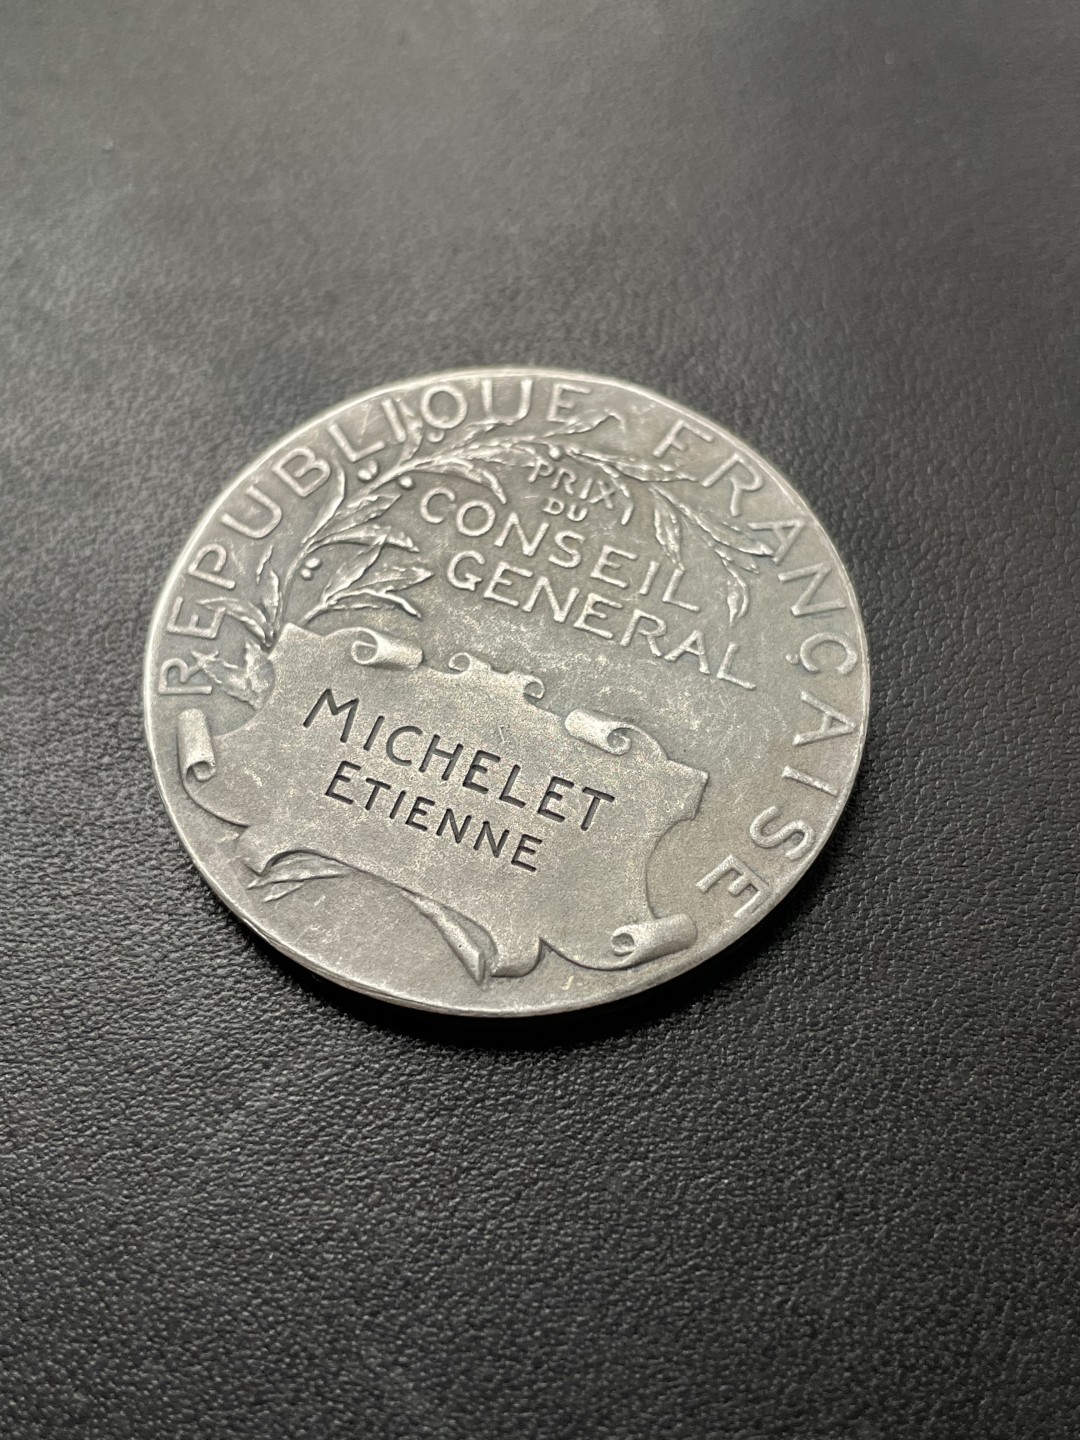 REPUBLIQUE FRANÇAISE
PRIX
DU
CONSEIL
GENERAL
MICHELET
ETIENNE